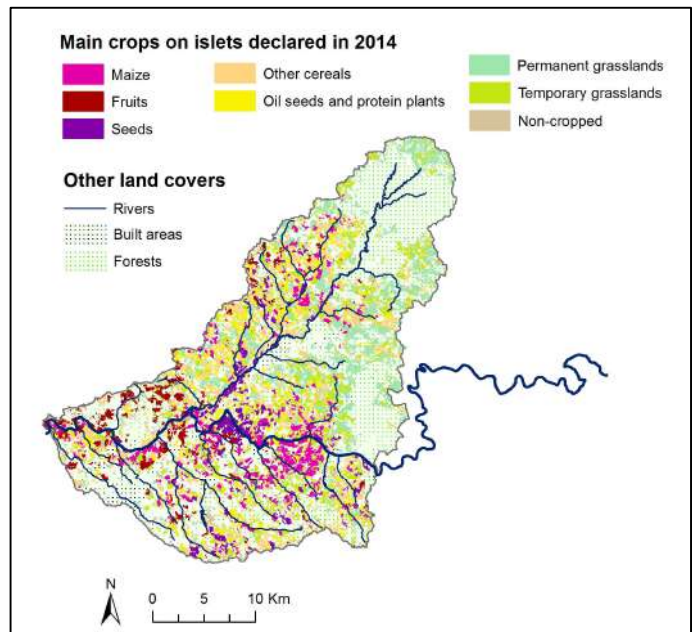 Main crops on islets declared in 2014
Maize
Fruits
Seeds
Other cereals
Oil seeds and protein plants
Permanent grasslands
Temporary grasslands
Non-cropped
Other land covers
Rivers
Built areas
Forests
N
0 5 10 Km